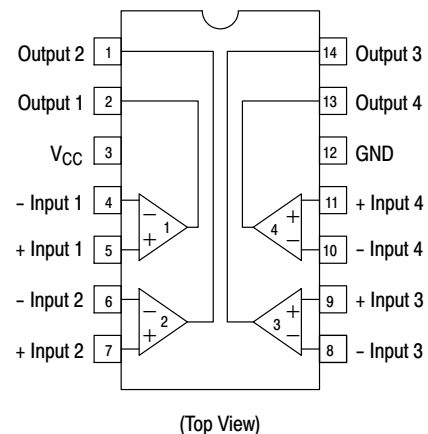 Output 2 1 14 Output 3
Output 1 2 13 Output 4
VCC 3 12 GND
– Input 1 4 – 11 + Input 4
+ Input 1 5 + 1 4 + – 10 – Input 4
– Input 2 6 – 9 + Input 3
+ Input 2 7 + 2 3 + – 8 – Input 3
(Top View)